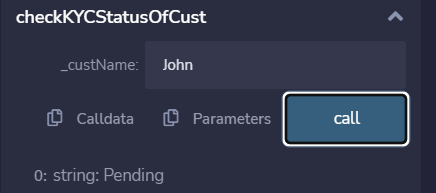 checkKYCStatusOfCust
_custName: John
Calldata Parameters call
0: string: Pending